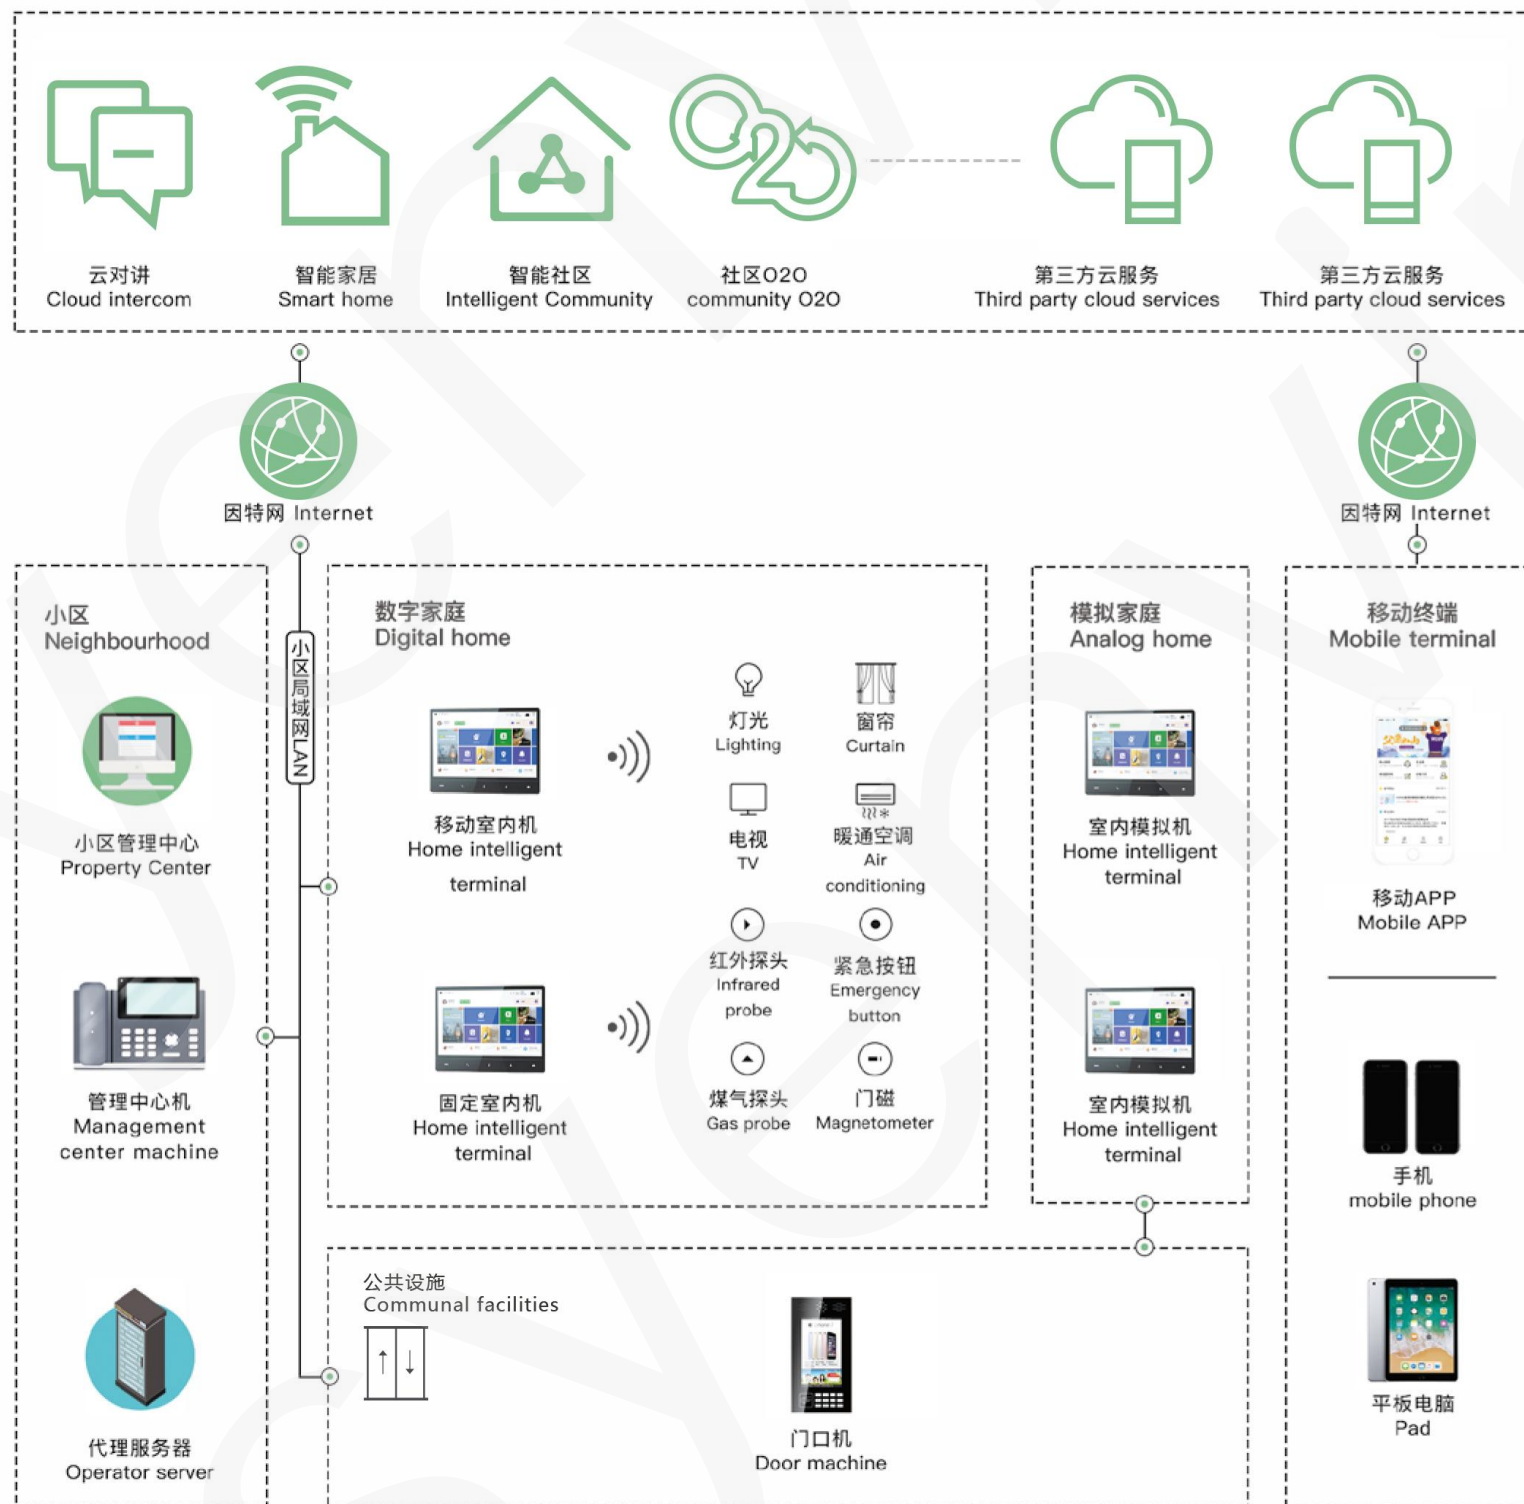 云对讲
Cloud intercom
智能家居
Smart home
智能社区
Intelligent Community
社区O2O
community O2O
第三方云服务
Third party cloud services
第三方云服务
Third party cloud services
因特网 Internet
因特网 Internet
小区
Neighbourhood
小区管理中心
Property Center
管理中心机
Management
center machine
代理服务器
Operator server
小区局域网LAN
数字家庭
Digital home
移动室内机
Home intelligent
terminal
固定室内机
Home intelligent
terminal
灯光
Lighting
窗帘
Curtain
电视
TV
暖通空调
Air
conditioning
红外探头
Infrared
probe
紧急按钮
Emergency
button
煤气探头
Gas probe
门磁
Magnetometer
模拟家庭
Analog home
室内模拟机
Home intelligent
terminal
室内模拟机
Home intelligent
terminal
公共设施
Communal facilities
门口机
Door machine
移动终端
Mobile terminal
移动APP
Mobile APP
手机
mobile phone
平板电脑
Pad